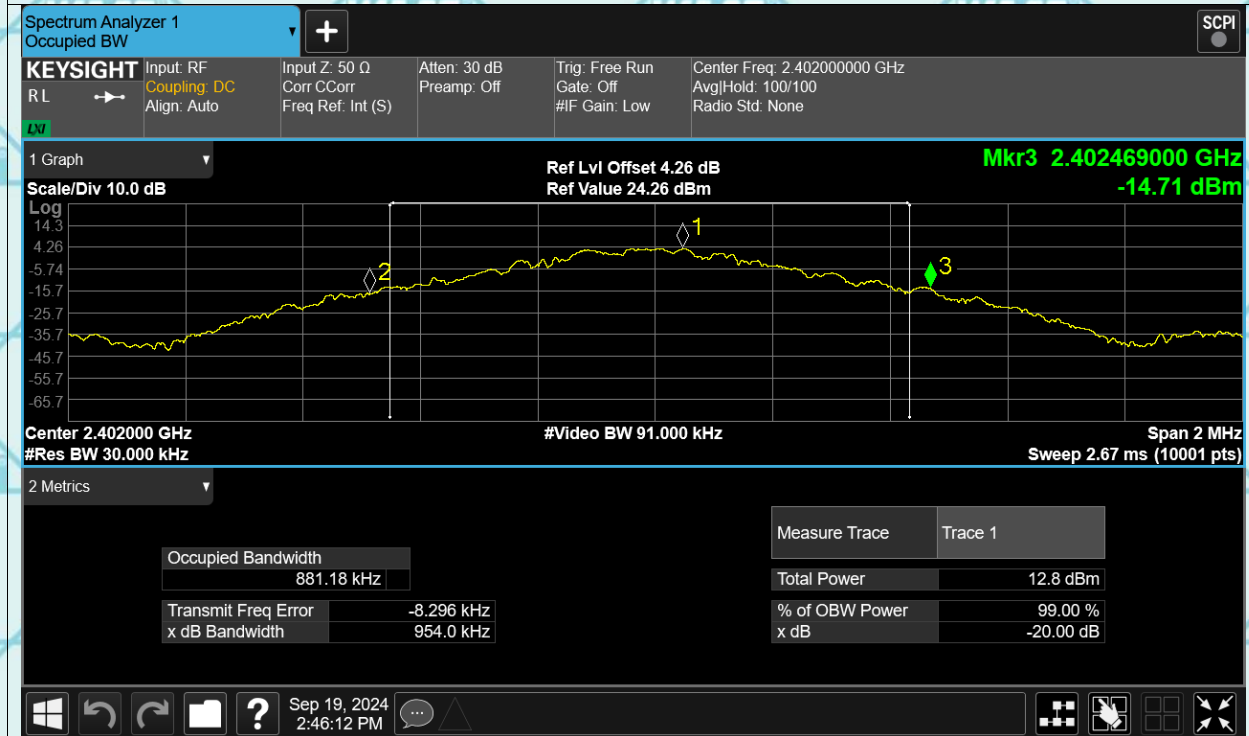 Spectrum Analyzer 1
Occupied BW
SCPI
KEYSIGHT
R L
LXI
Input: RF
Coupling: DC
Align: Auto
Input Z: 50 Ω
Corr CCorr
Freq Ref: Int (S)
Atten: 30 dB
Preamp: Off
Trig: Free Run
Gate: Off
#IF Gain: Low
Center Freq: 2.402000000 GHz
Avg|Hold: 100/100
Radio Std: None
1 Graph
Scale/Div 10.0 dB
Ref Lvl Offset 4.26 dB
Ref Value 24.26 dBm
Mkr3 2.402469000 GHz
-14.71 dBm
Log
14.3
4.26
-5.74
-15.7
-25.7
-35.7
-45.7
-55.7
-65.7
1
2
3
Center 2.402000 GHz
#Video BW 91.000 kHz
Span 2 MHz
#Res BW 30.000 kHz
Sweep 2.67 ms (10001 pts)
2 Metrics
Occupied Bandwidth
881.18 kHz
Transmit Freq Error -8.296 kHz
x dB Bandwidth 954.0 kHz
Measure Trace Trace 1
Total Power 12.8 dBm
% of OBW Power 99.00 %
x dB -20.00 dB
?
Sep 19, 2024
2:46:12 PM